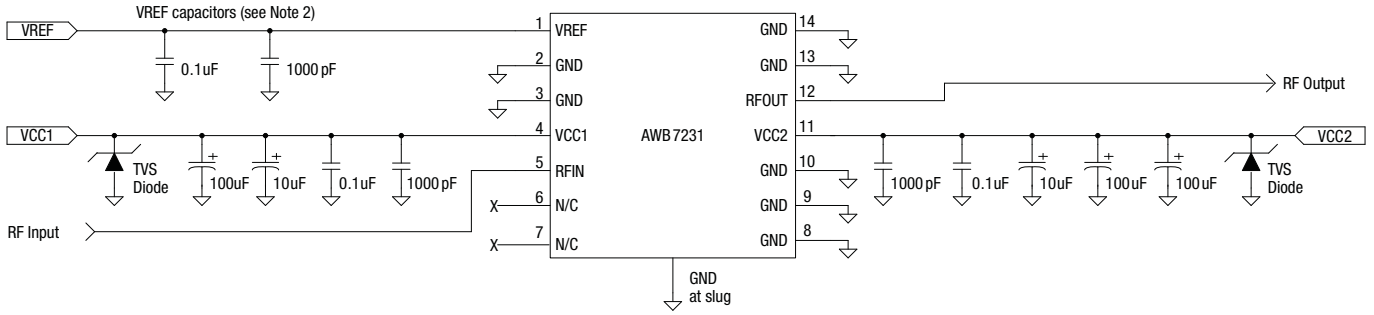 VREF capacitors (see Note 2)
VREF
0.1uF
1000 pF
1
VREF
2
GND
3
GND
VCC1
4
VCC1
TVS
Diode
100uF
10uF
0.1uF
1000 pF
5
RFIN
6
X
N/C
7
X
N/C
RF Input
AWB7231
GND
at slug
14
GND
13
GND
12
RFOUT
RF Output
11
VCC2
VCC2
1000 pF
0.1uF
10uF
100uF
100uF
TVS
Diode
10
GND
9
GND
8
GND